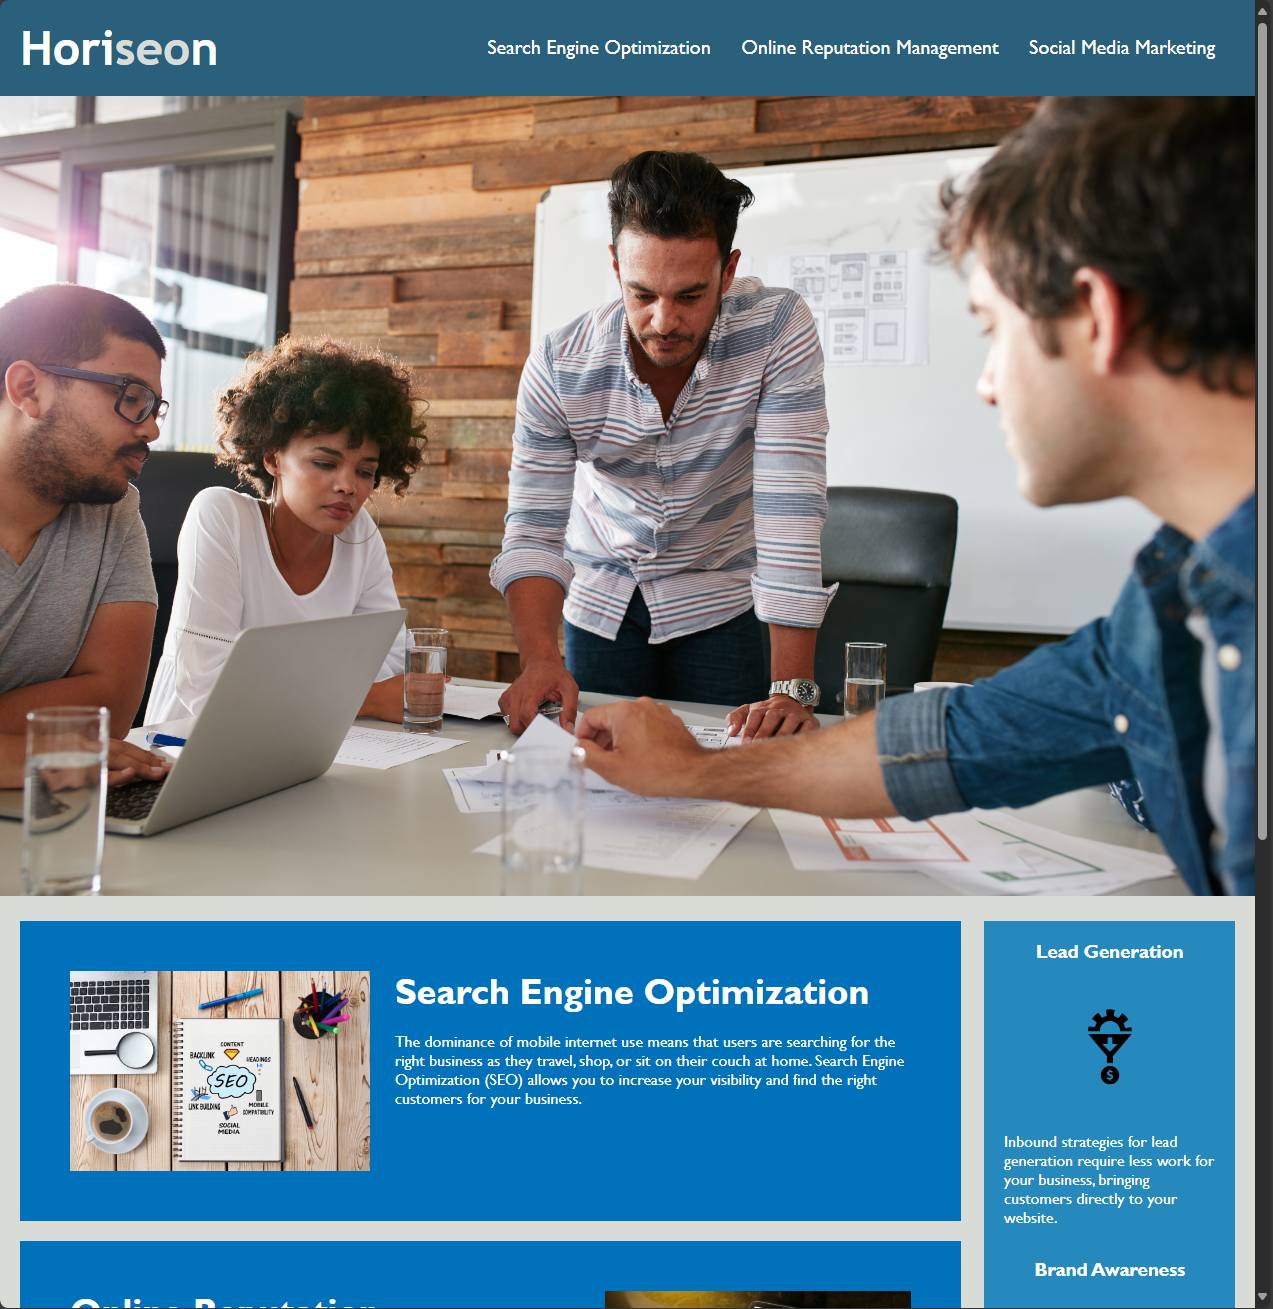 Horiseon
Search Engine Optimization
Online Reputation Management
Social Media Marketing
Search Engine Optimization
The dominance of mobile internet use means that users are searching for the
right business as they travel, shop, or sit on their couch at home. Search Engine
Optimization (SEO) allows you to increase your visibility and find the right
customers for your business.
CONTENT
BACKLINK
HEADINGS
SEO
LINK BUILDING
MOBILE
COMPATIBILITY
SOCIAL
MEDIA
Lead Generation
$
Inbound strategies for lead
generation require less work for
your business, bringing
customers directly to your
website.
Brand Awareness
Online Reputation